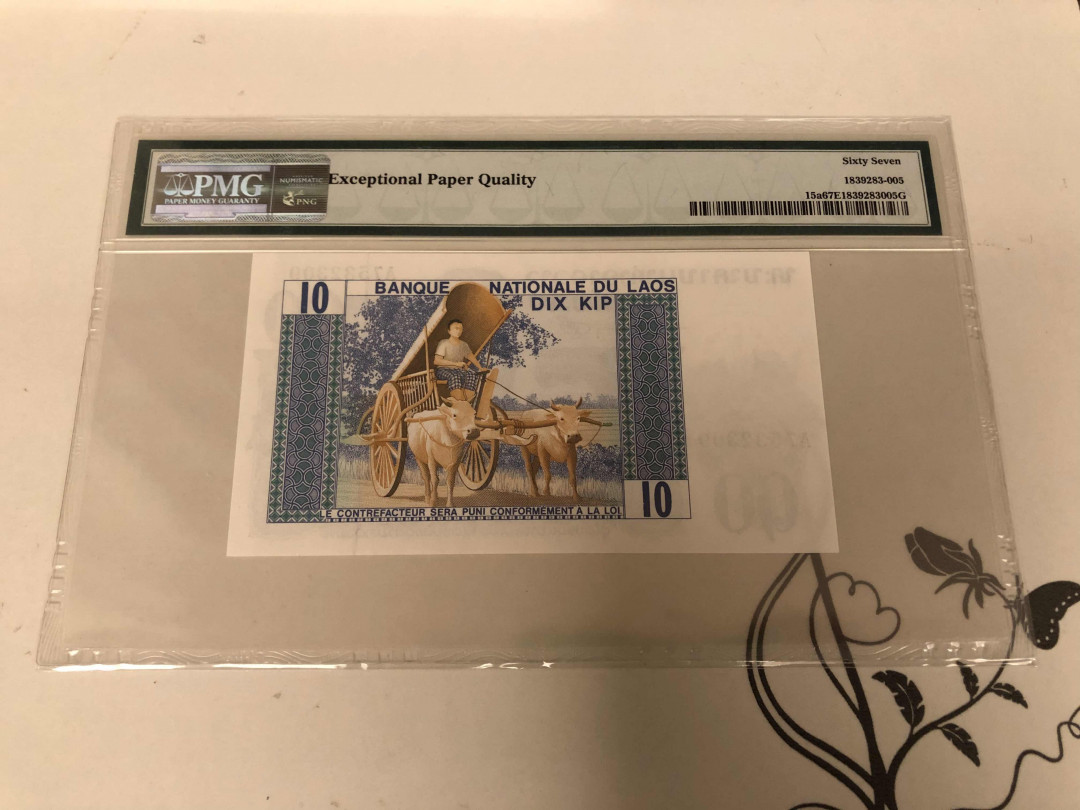 PMG
PAPER MONEY GUARANTY
NUMISMATIC
PNG
Exceptional Paper Quality
Sixty Seven
1839283-005
15a67E1839283005G
10
BANQUE NATIONALE DU LAOS
DIX KIP
10
LE CONTREFACTEUR SERA PUNI CONFORMEMENT A LA LOI